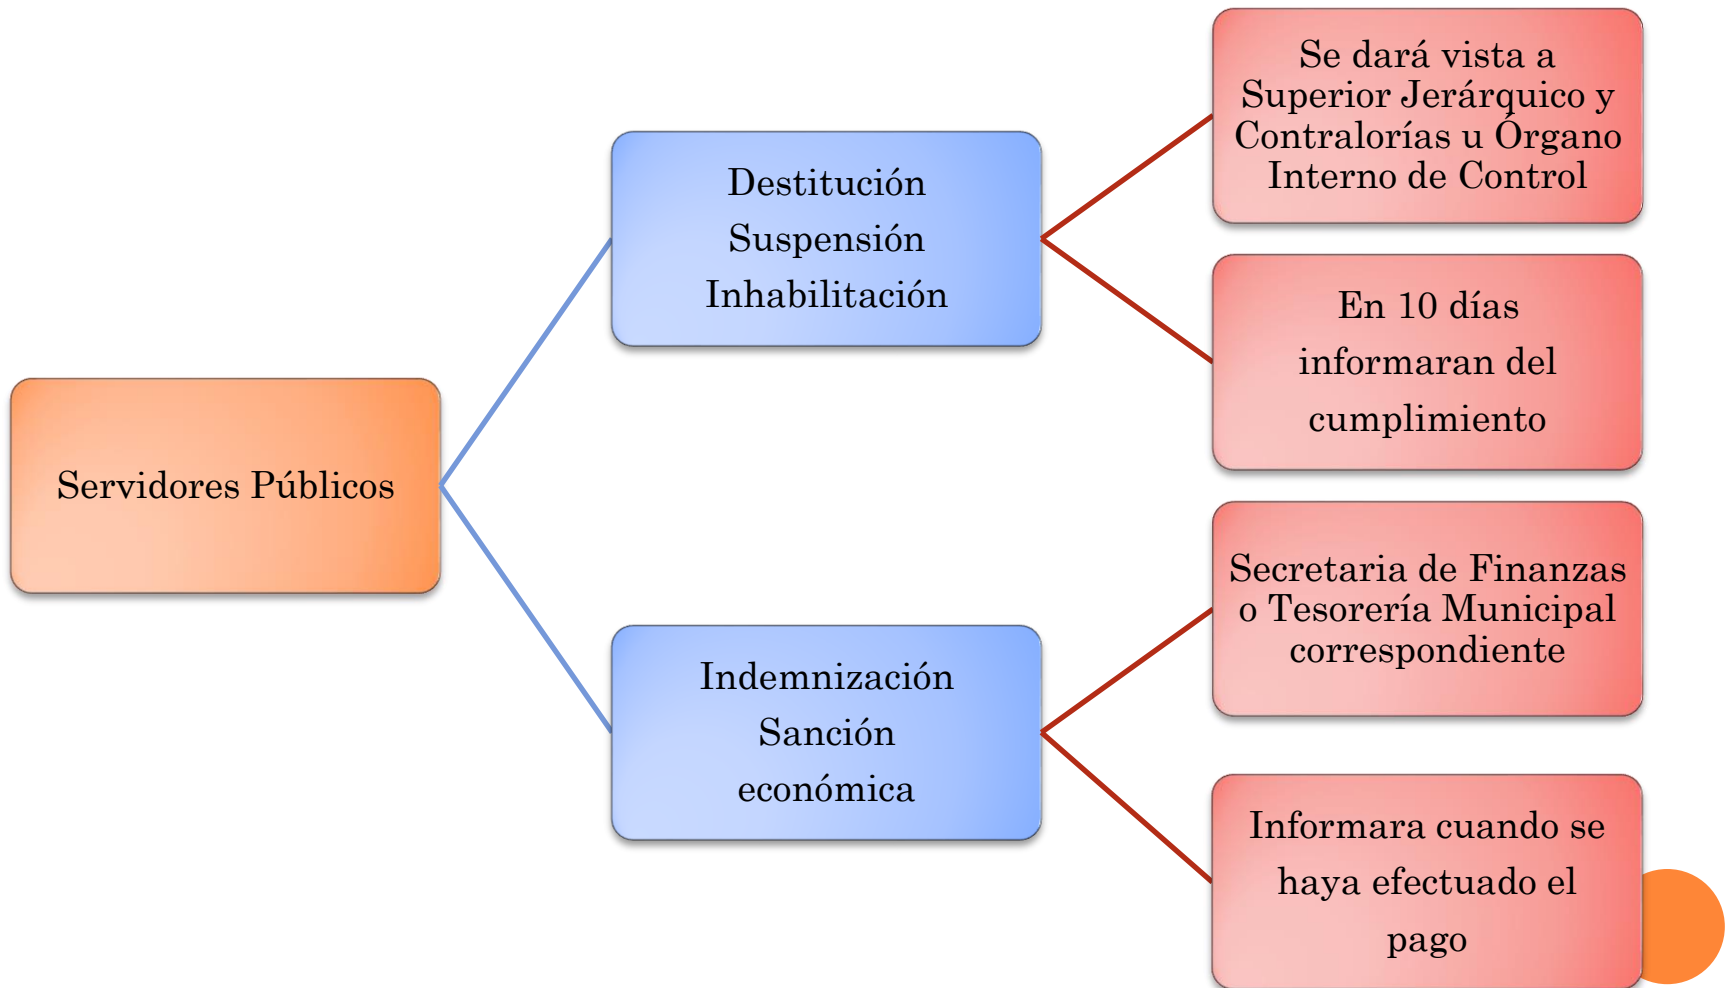 Servidores Públicos
Destitución
Suspensión
Inhabilitación
Se dará vista a
Superior Jerárquico y
Contralorías u Órgano
Interno de Control
En 10 días
informaran del
cumplimiento
Indemnización
Sanción
económica
Secretaria de Finanzas
o Tesorería Municipal
correspondiente
Informara cuando se
haya efectuado el
pago